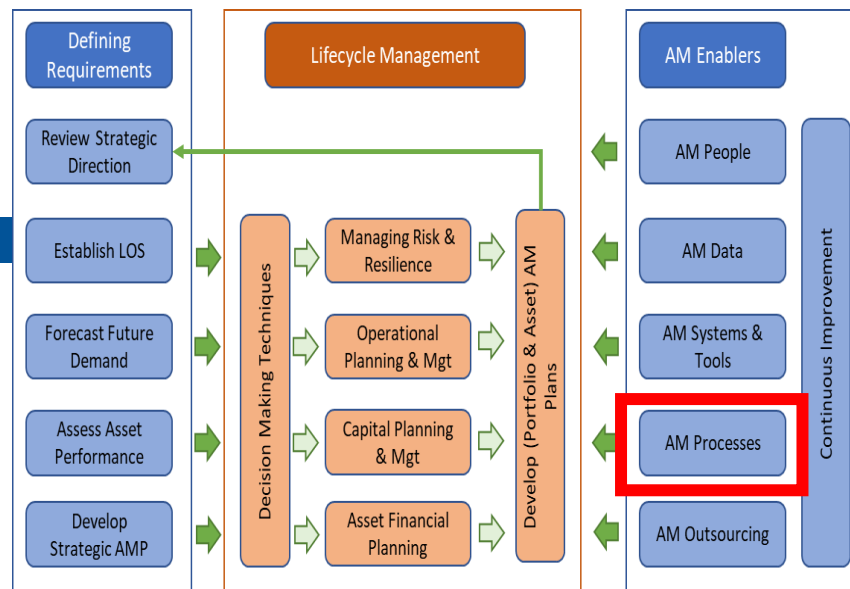 Defining
Requirements
Review Strategic
Direction
Establish LOS
Forecast Future
Demand
Assess Asset
Performance
Develop
Strategic AMP
Lifecycle Management
Decision Making Techniques
Managing Risk &
Resilience
Operational
Planning & Mgt
Capital Planning
& Mgt
Asset Financial
Planning
Develop (Portfolio & Asset) AM
Plans
AM Enablers
AM People
AM Data
AM Systems &
Tools
AM Processes
AM Outsourcing
Continuous Improvement